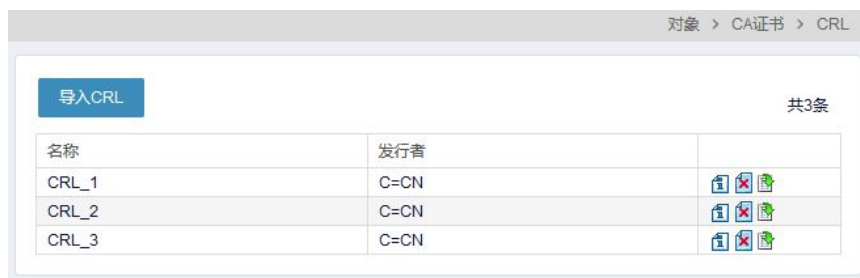 对象 > CA证书 > CRL
导入CRL
共3条
名称 发行者
CRL_1 C=CN
CRL_2 C=CN
CRL_3 C=CN